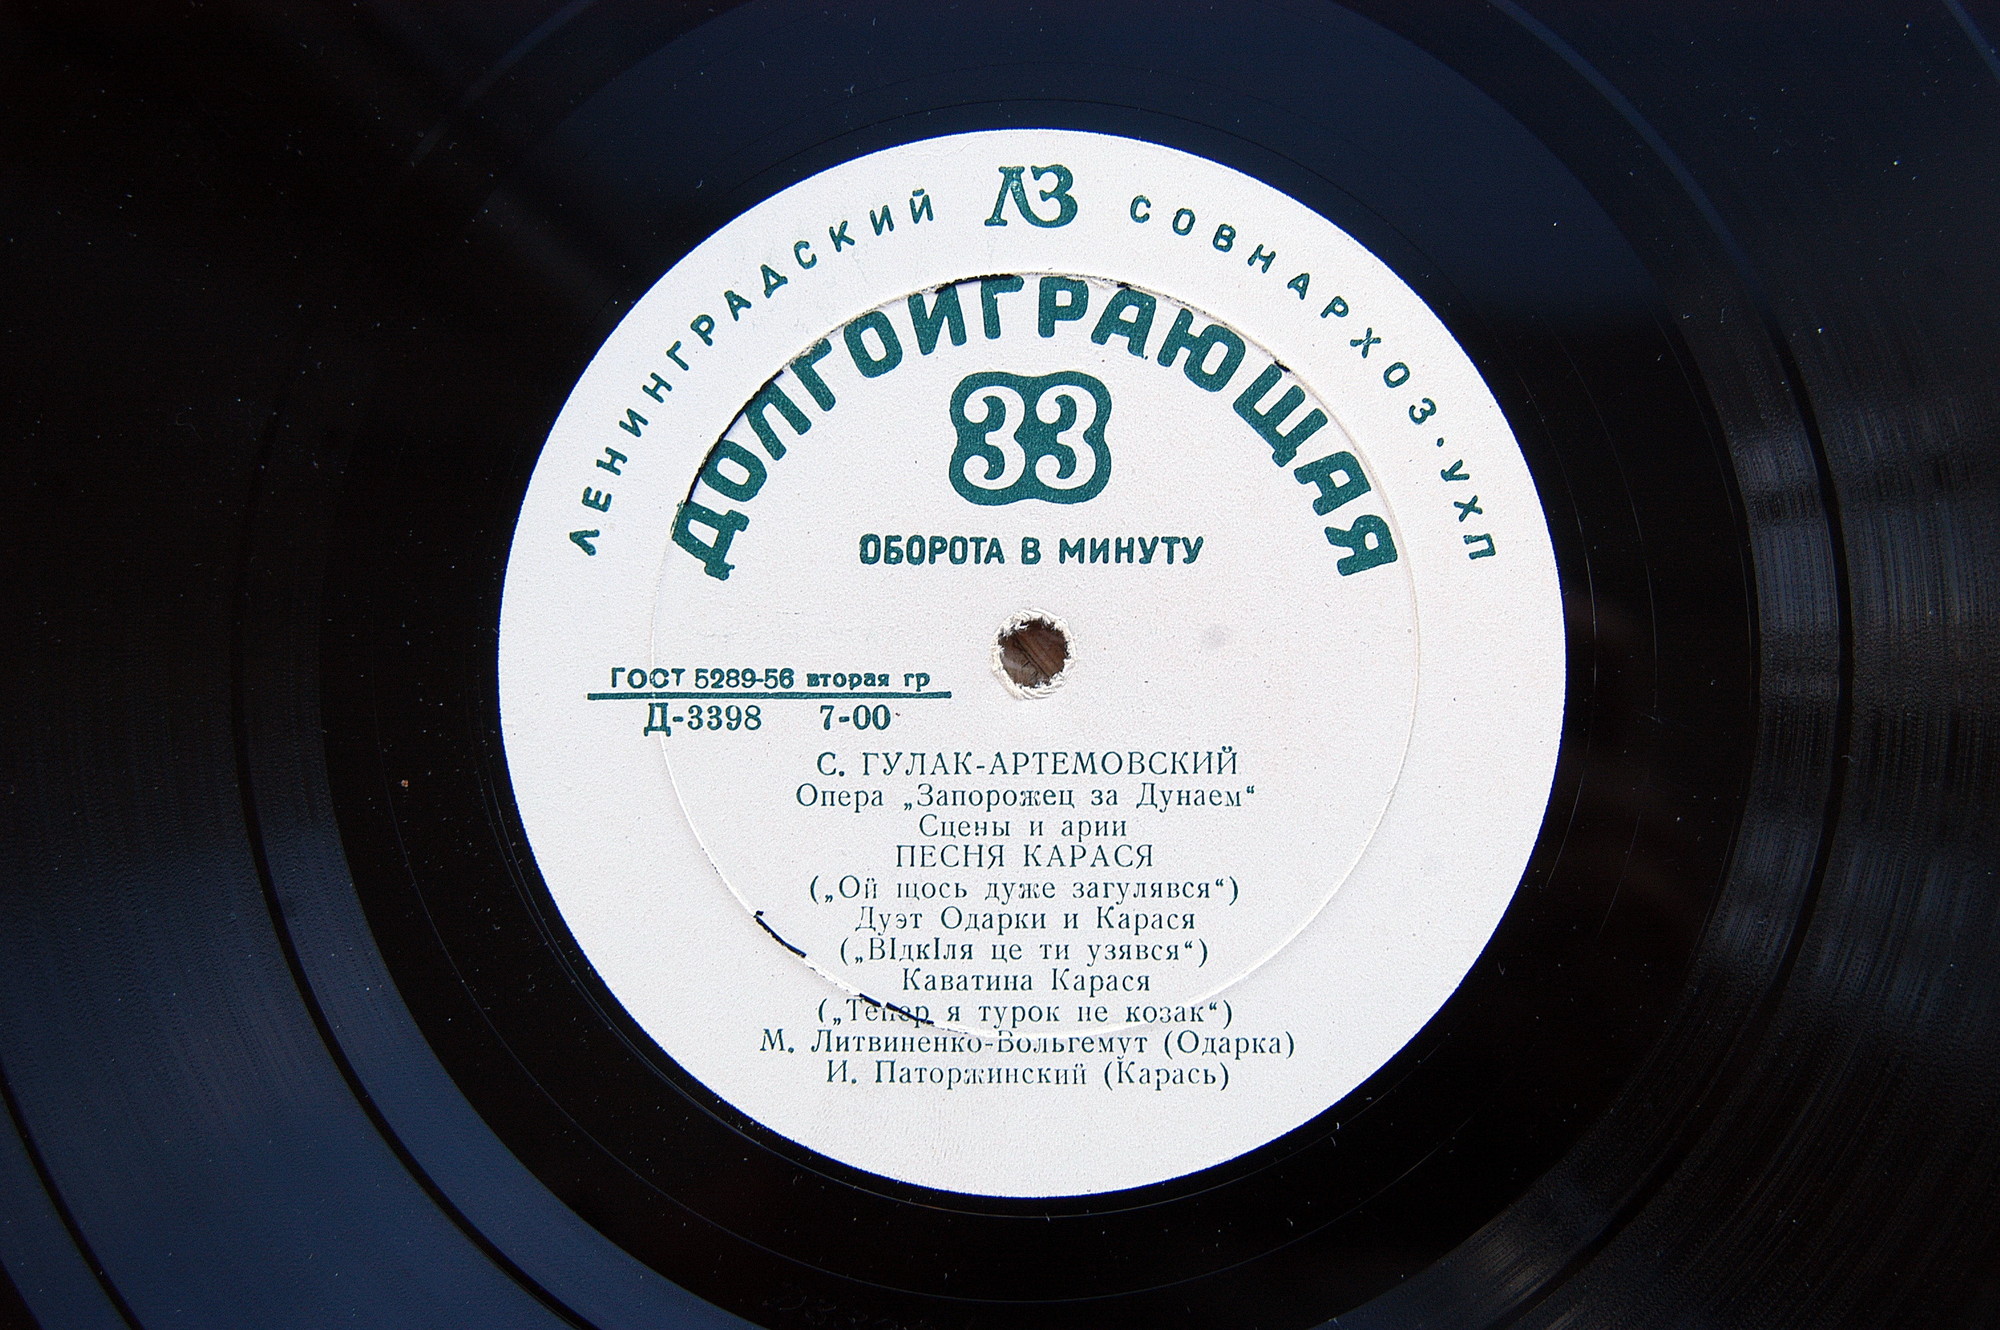 ЛЕНИНГРАДСКИЙ ЛЗ СОВНАРХОЗ·УХП
ДОЛГОИГРАЮЩАЯ
33
ОБОРОТА В МИНУТУ
ГОСТ 5289-56 вторая гр
Д-3398 7-00
С. ГУЛАК-АРТЕМОВСКИЙ
Опера „Запорожец за Дунаем“
Сцены и арии
ПЕСНЯ КАРАСЯ
(„Ой щось дуже загулявся“)
Дуэт Одарки и Карася
(„ВIдкIля це ти узявся“)
Каватина Карася
(„Тепер я турок не козак“)
М. Литвиненко-Вольгемут (Одарка)
И. Паторжинский (Карась)